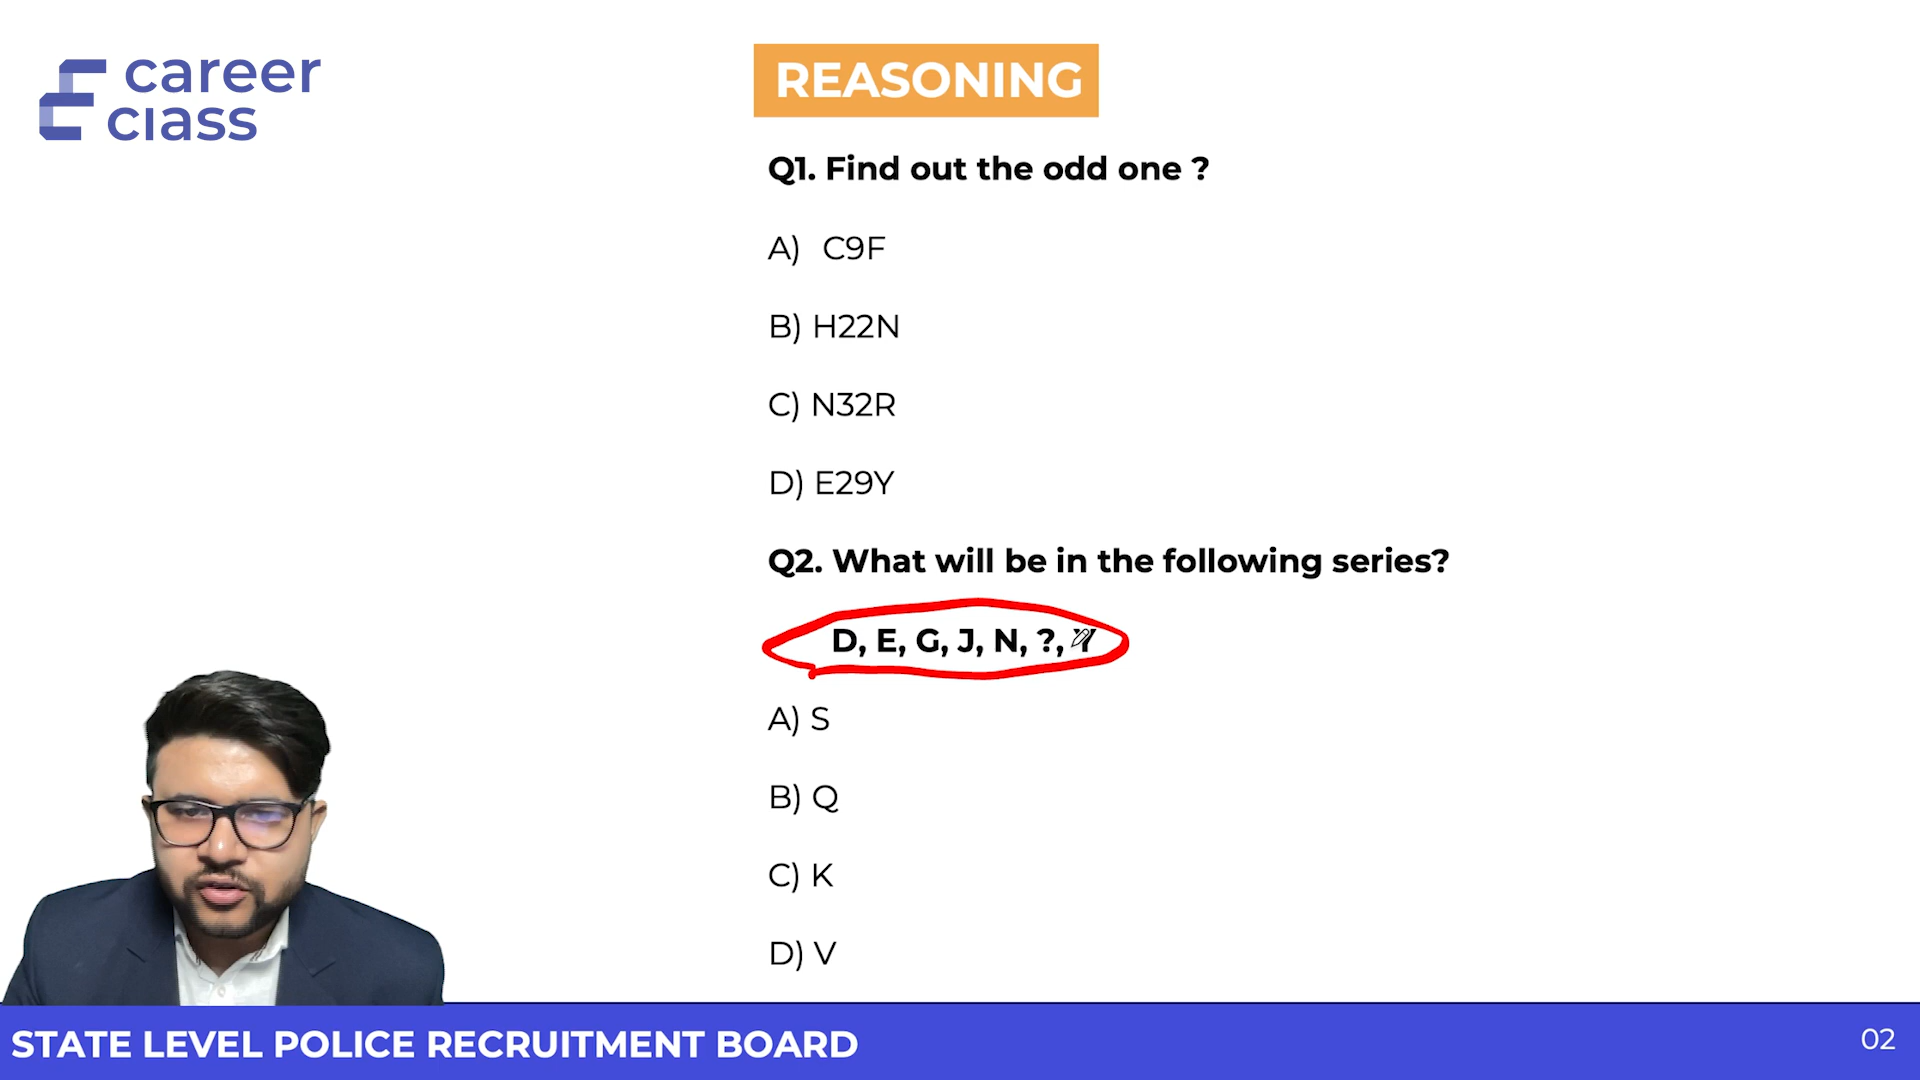 career
class
REASONING
Q1. Find out the odd one ?
A) C9F
B) H22N
C) N32R
D) E29Y
Q2. What will be in the following series?
D, E, G, J, N, ?, Y
A) S
B) Q
C) K
D) V
STATE LEVEL POLICE RECRUITMENT BOARD
02